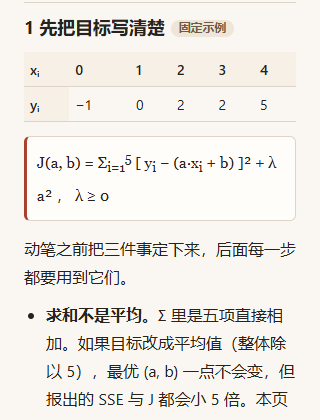 1 先把目标写清楚 固定示例
xᵢ 0 1 2 3 4
yᵢ −1 0 2 2 5
J(a, b) = Σᵢ₌₁⁵ [ yᵢ − (a·xᵢ + b) ]² + λ
a² ， λ ≥ 0
动笔之前把三件事定下来，后面每一步
都要用到它们。
• 求和不是平均。Σ 里是五项直接相
加。如果目标改成平均值（整体除
以 5），最优 (a, b) 一点不会变，但
报出的 SSE 与 J 都会小 5 倍。本页